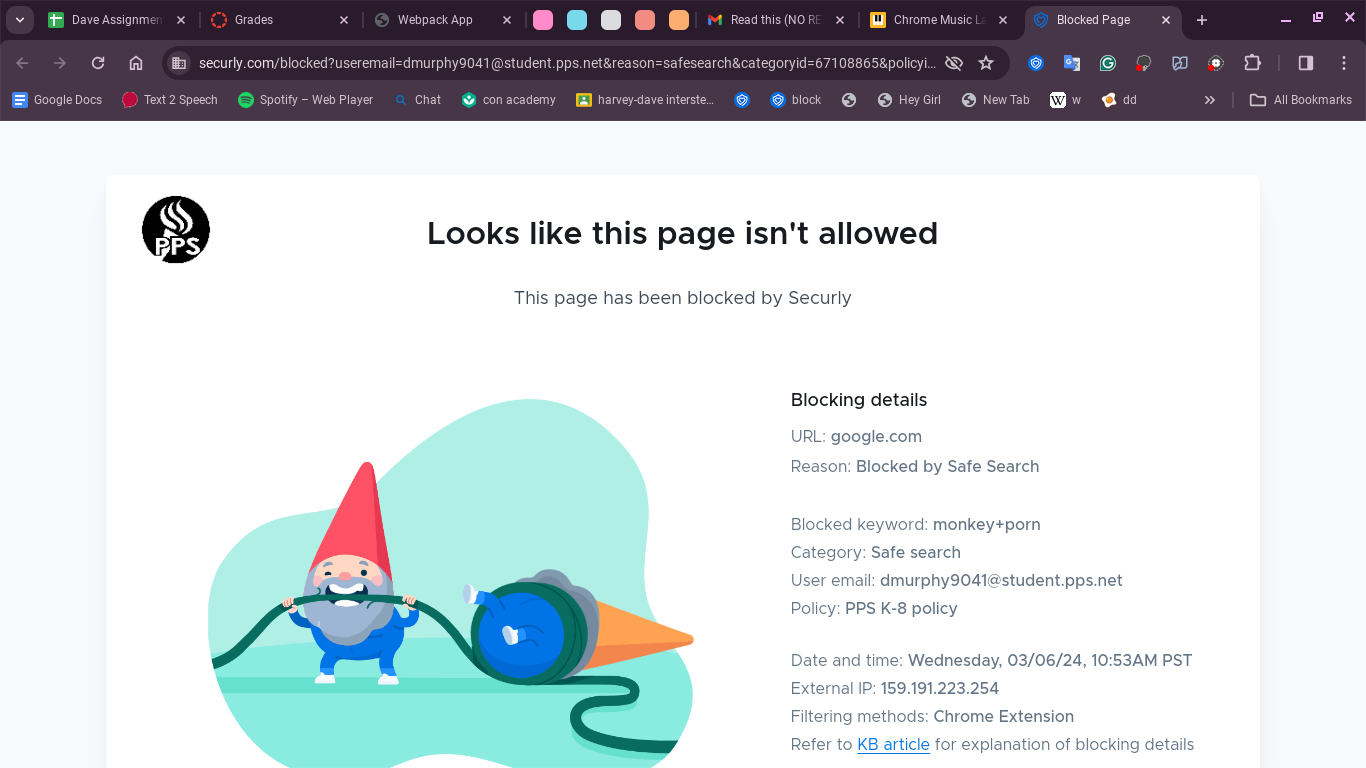 Dave Assignmen
Grades
Webpack App
Read this (NO RE
Chrome Music La
Blocked Page
securly.com/blocked?useremail=dmurphy9041@student.pps.net&reason=safesearch&categoryid=67108865&policyi...
Google Docs
Text 2 Speech
Spotify – Web Player
Chat
con academy
harvey-dave interste...
block
Hey Girl
New Tab
W
w
dd
All Bookmarks
PPS
Looks like this page isn't allowed
This page has been blocked by Securly
Blocking details
URL: google.com
Reason: Blocked by Safe Search
Blocked keyword: monkey+porn
Category: Safe search
User email: dmurphy9041@student.pps.net
Policy: PPS K-8 policy
Date and time: Wednesday, 03/06/24, 10:53AM PST
External IP: 159.191.223.254
Filtering methods: Chrome Extension
Refer to KB article for explanation of blocking details